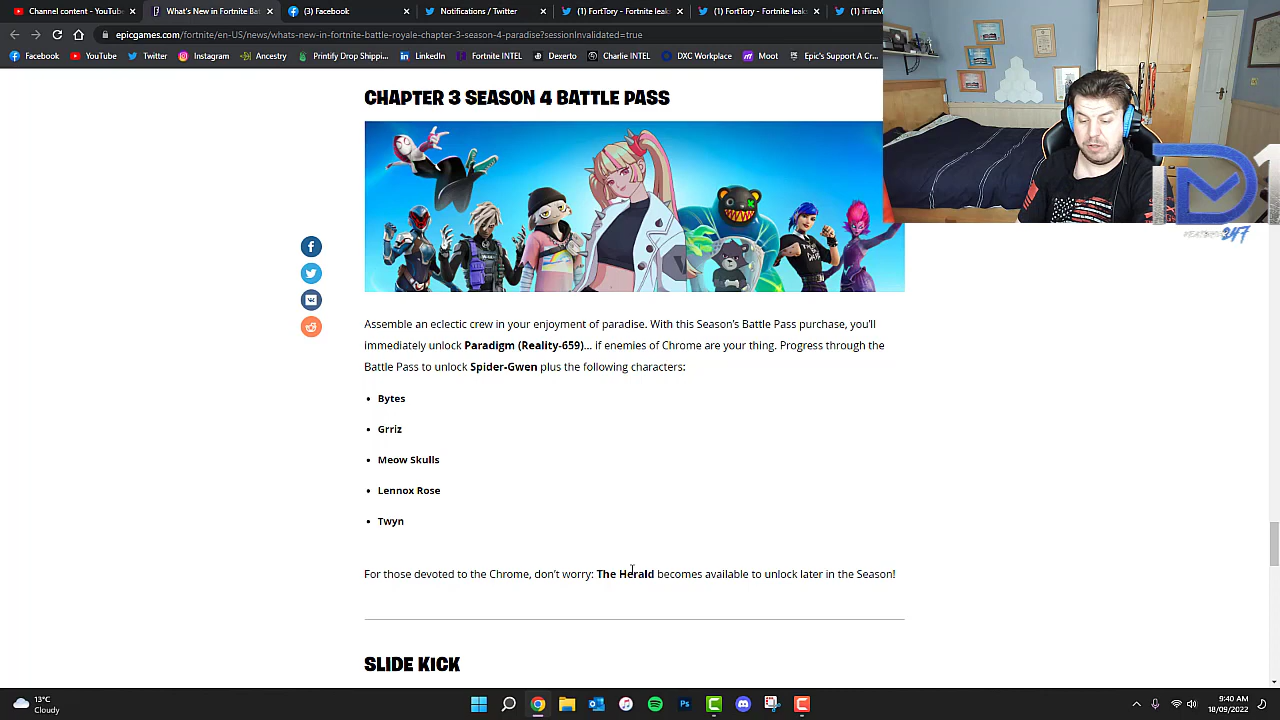 Channel content - YouTube
What's New in Fortnite Bat
(3) Facebook
Notifications / Twitter
(1) FortTory - Fortnite leak
(1) FortTory - Fortnite leak
(1) iFireM
epicgames.com/fortnite/en-US/news/whats-new-in-fortnite-battle-royale-chapter-3-season-4-paradise?sessionInvalidated=true
Facebook YouTube Twitter Instagram Ancestry Printify Drop Shippi... LinkedIn Fortnite INTEL Dexerto Charlie INTEL DXC Workplace Moot Epic's Support A Cr...
CHAPTER 3 SEASON 4 BATTLE PASS
Assemble an eclectic crew in your enjoyment of paradise. With this Season's Battle Pass purchase, you'll
immediately unlock Paradigm (Reality-659)... if enemies of Chrome are your thing. Progress through the
Battle Pass to unlock Spider-Gwen plus the following characters:
• Bytes
• Grriz
• Meow Skulls
• Lennox Rose
• Twyn
For those devoted to the Chrome, don't worry: The Herald becomes available to unlock later in the Season!
SLIDE KICK
247
13°C
Cloudy
9:40 AM
18/09/2022